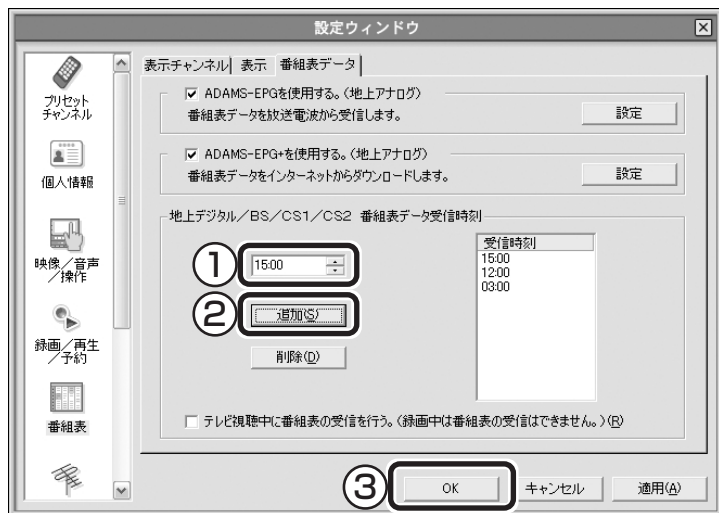 設定ウィンドウ
プリセット
チャンネル
個人情報
映像／音声
／操作
録画／再生
／予約
番組表
表示チャンネル 表示 番組表データ
ADAMS-EPGを使用する。(地上アナログ)
番組表データを放送電波から受信します。
設定
ADAMS-EPG+を使用する。(地上アナログ)
番組表データをインターネットからダウンロードします。
設定
地上デジタル／BS／CS1／CS2 番組表データ受信時刻
① 15:00
② 追加(S)
削除(D)
受信時刻
15:00
12:00
03:00
テレビ視聴中に番組表の受信を行う。(録画中は番組表の受信はできません。)(R)
③ OK キャンセル 適用(A)